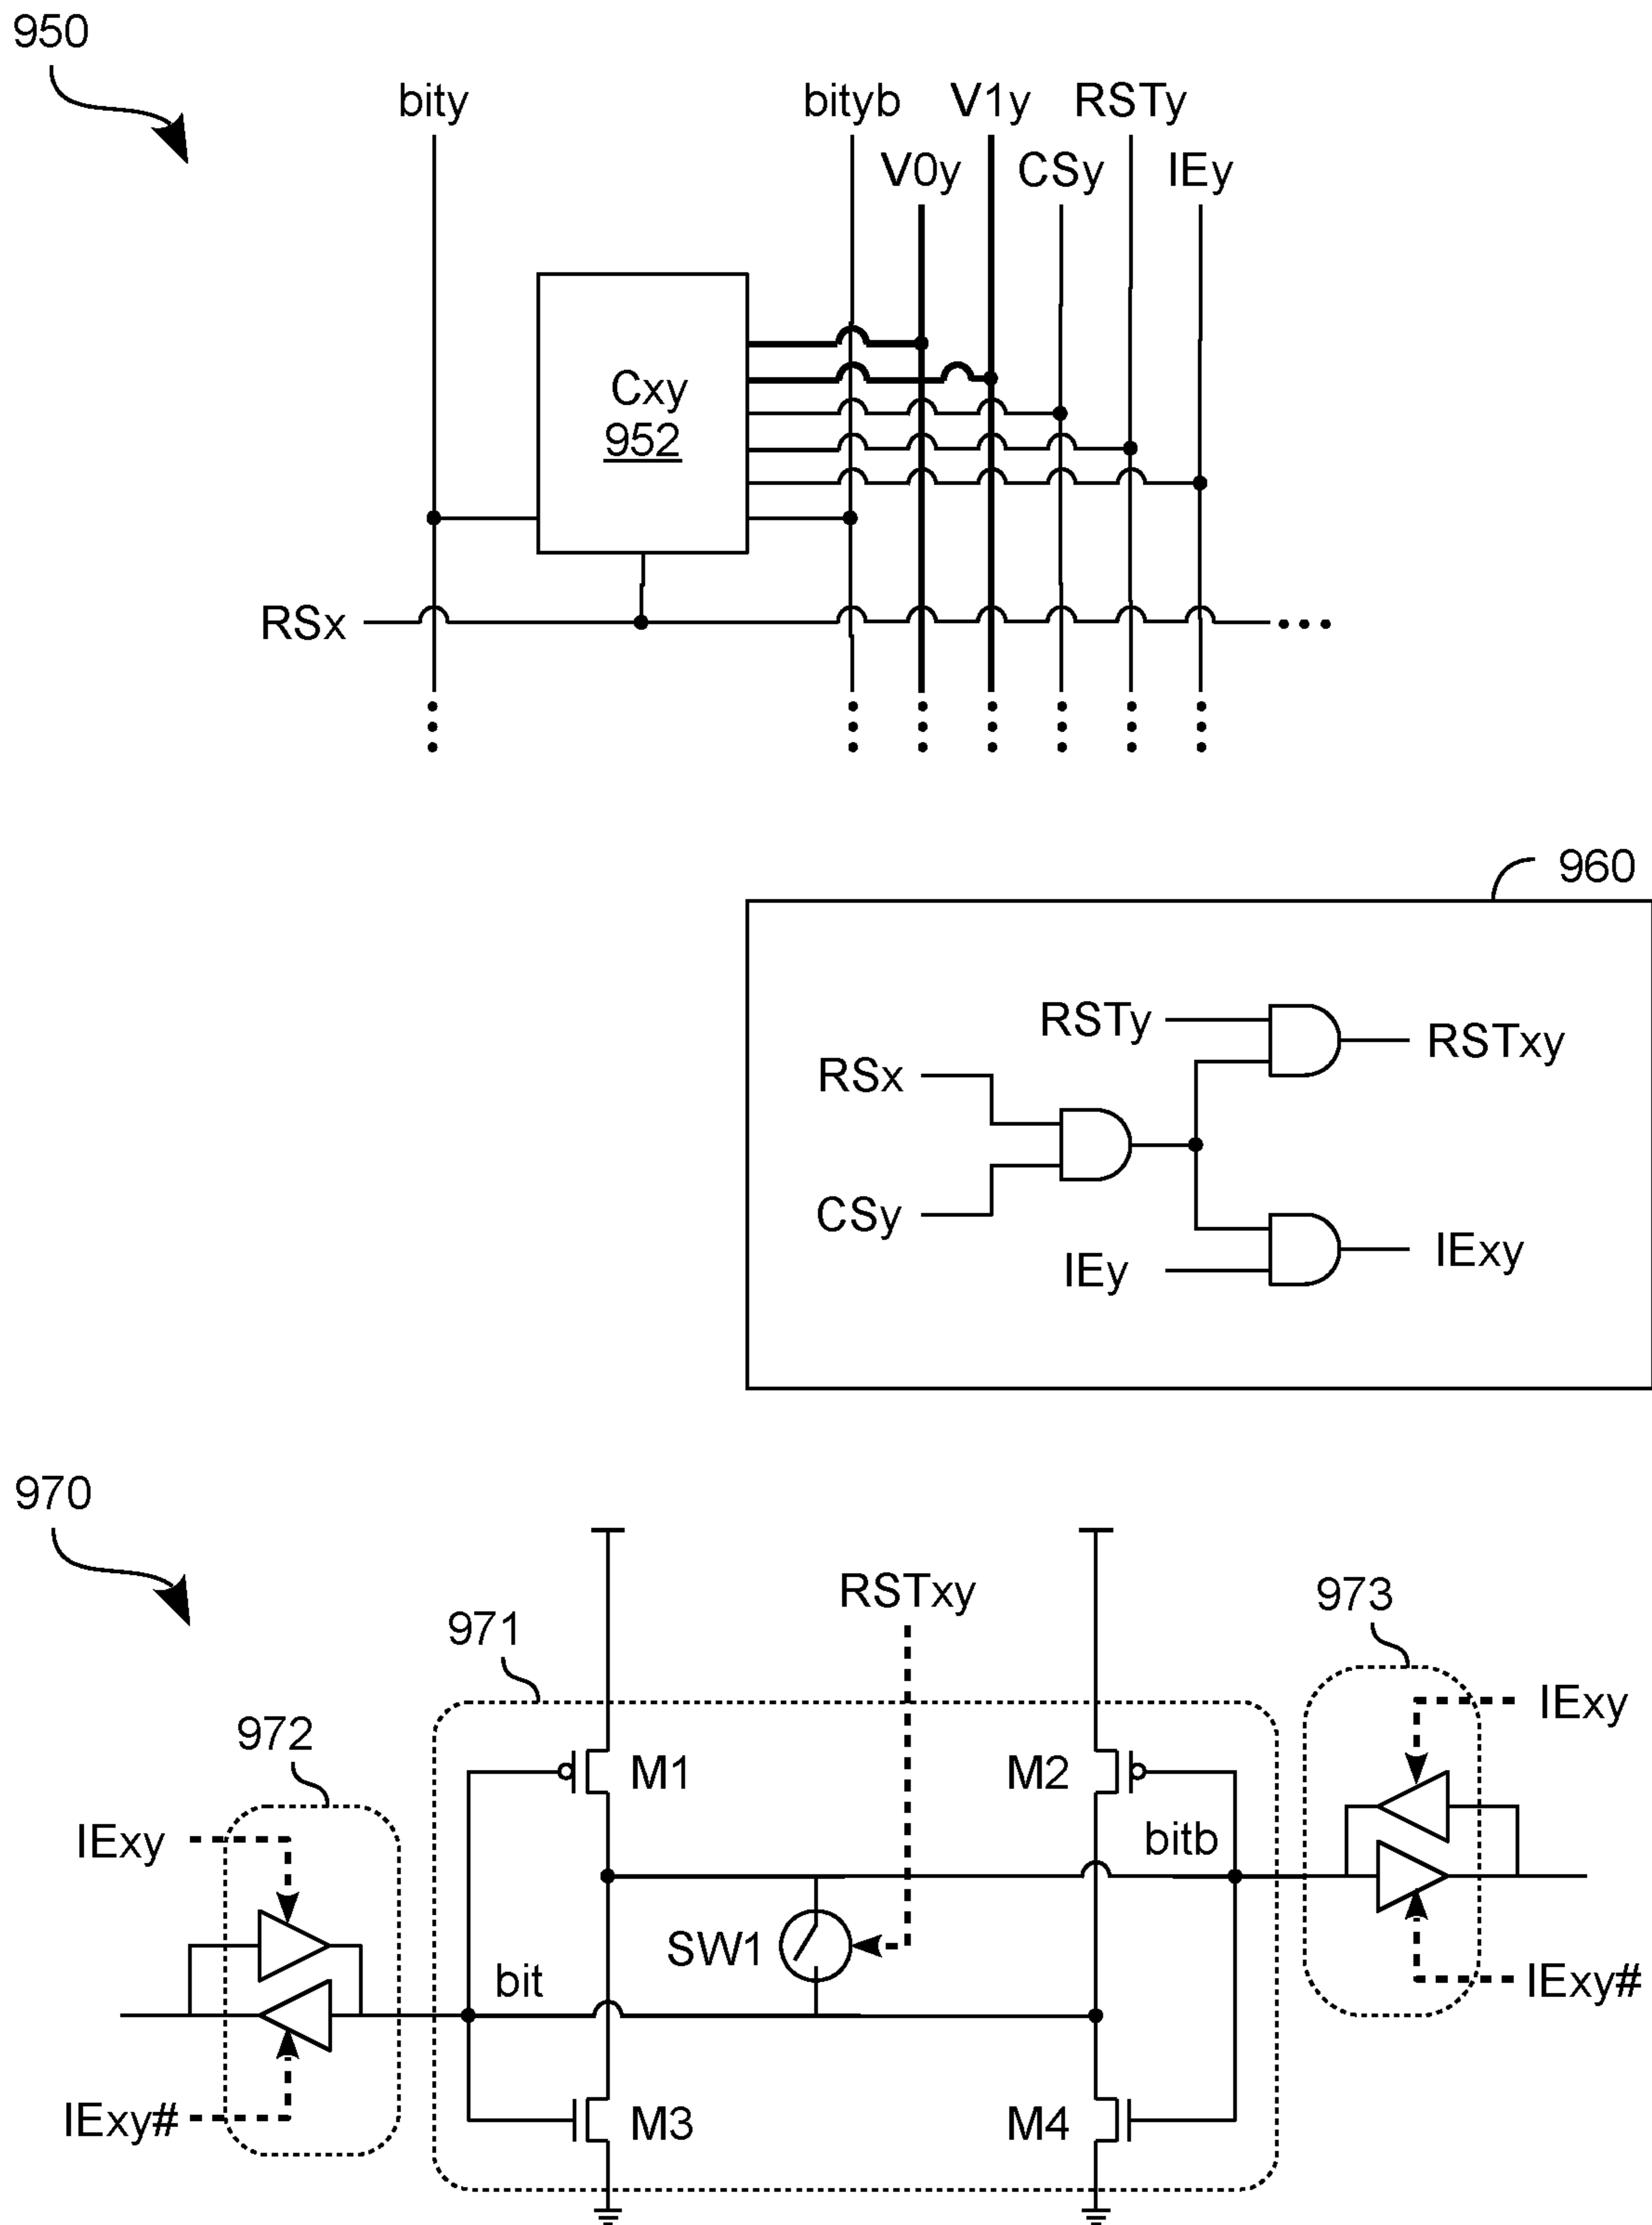 950
bity
bityb
V1y
RSTy
V0y
CSy
IEy
Cxy
952
RSx
960
RSTy
RSTxy
RSx
CSy
IEy
IExy
970
RSTxy
973
971
IExy
972
M1
M2
IExy
bitb
SW1
bit
IExy#
IExy#
M3
M4